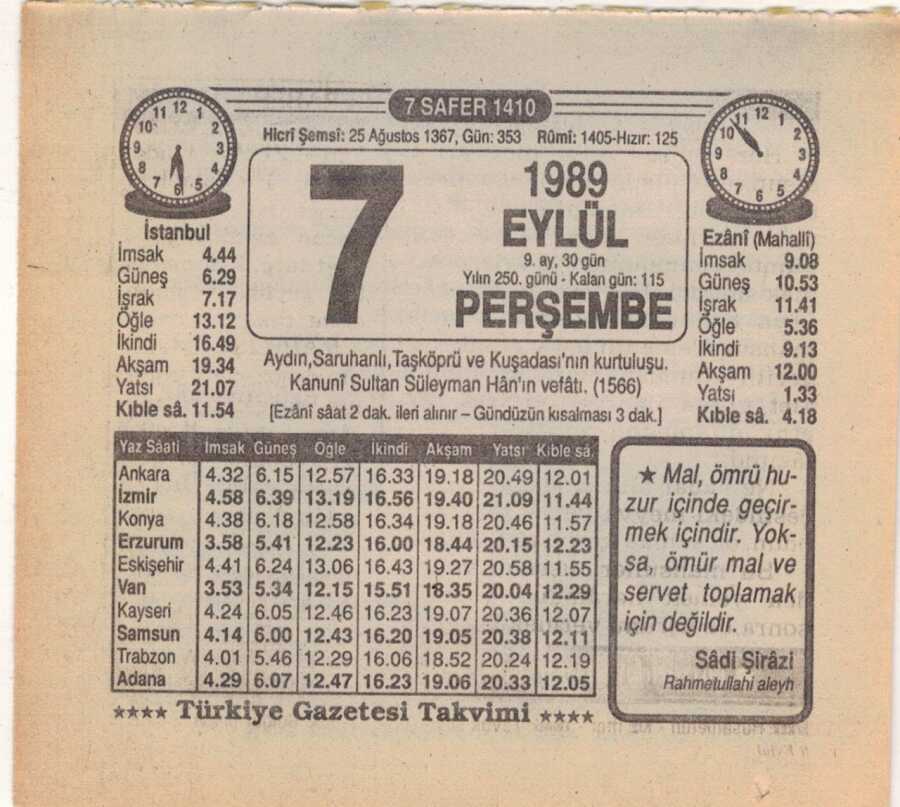 7 SAFER 1410
Hicrî Şemsî: 25 Ağustos 1367, Gün: 353 Rûmî: 1405-Hızır: 125
7
1989
EYLÜL
9. ay, 30 gün
Yılın 250. günü - Kalan gün: 115
PERŞEMBE
İstanbul
İmsak 4.44
Güneş 6.29
İşrak 7.17
Öğle 13.12
İkindi 16.49
Akşam 19.34
Yatsı 21.07
Kıble sâ. 11.54
Ezânî (Mahallî)
İmsak 9.08
Güneş 10.53
İşrak 11.41
Öğle 5.36
İkindi 9.13
Akşam 12.00
Yatsı 1.33
Kıble sâ. 4.18
Aydın,Saruhanlı,Taşköprü ve Kuşadası'nın kurtuluşu.
Kanunî Sultan Süleyman Hân'ın vefâtı. (1566)
[Ezânî sâat 2 dak. ileri alınır – Gündüzün kısalması 3 dak.]
Yaz Sâati İmsak Güneş Öğle İkindi Akşam Yatsı Kıble sâ.
Ankara 4.32 6.15 12.57 16.33 19.18 20.49 12.01
İzmir 4.58 6.39 13.19 16.56 19.40 21.09 11.44
Konya 4.38 6.18 12.58 16.34 19.18 20.46 11.57
Erzurum 3.58 5.41 12.23 16.00 18.44 20.15 12.23
Eskişehir 4.41 6.24 13.06 16.43 19.27 20.58 11.55
Van 3.53 5.34 12.15 15.51 18.35 20.04 12.29
Kayseri 4.24 6.05 12.46 16.23 19.07 20.36 12.07
Samsun 4.14 6.00 12.43 16.20 19.05 20.38 12.11
Trabzon 4.01 5.46 12.29 16.06 18.52 20.24 12.19
Adana 4.29 6.07 12.47 16.23 19.06 20.33 12.05
★ Mal, ömrü hu-
zur içinde geçir-
mek içindir. Yok-
sa, ömür mal ve
servet toplamak
için değildir.
Sâdi Şirâzi
Rahmetullahi aleyh
★★★★ Türkiye Gazetesi Takvimi ★★★★